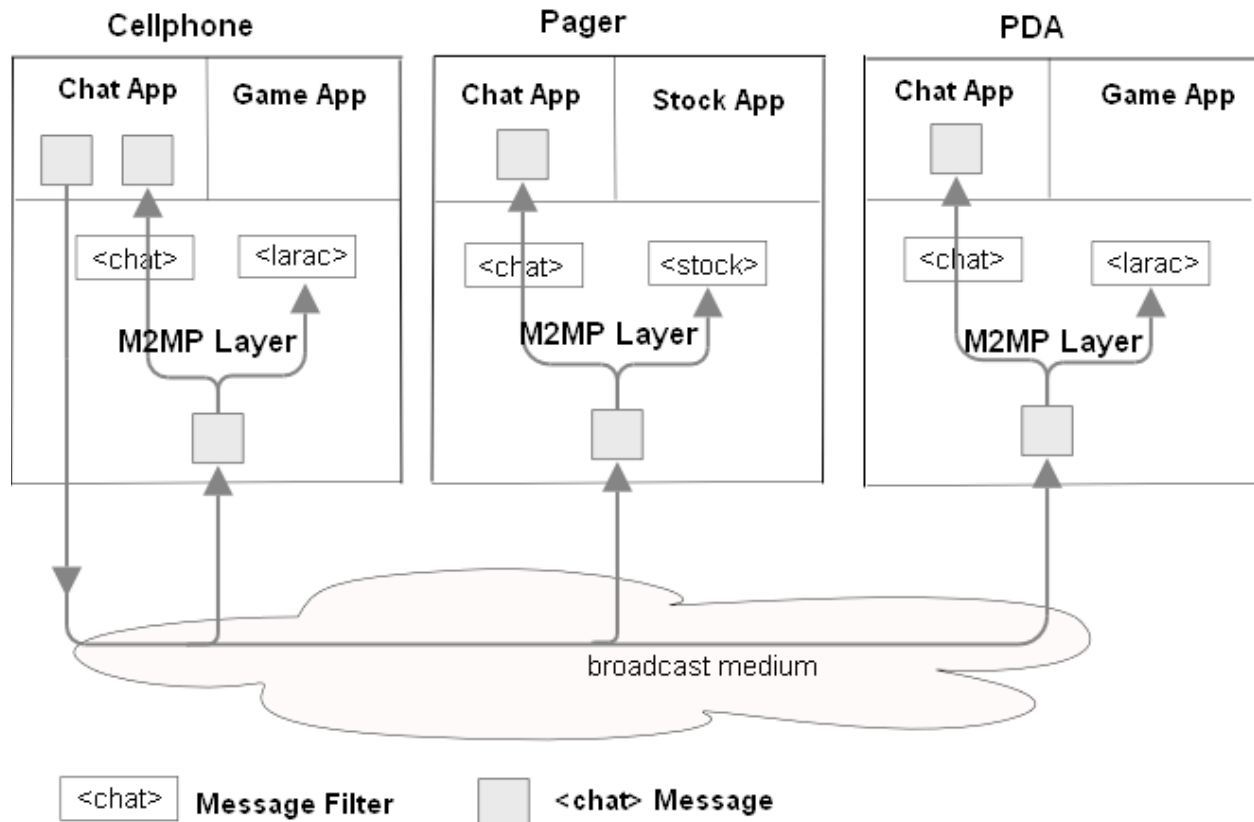 Cellphone
Pager
PDA
Chat App
Game App
Chat App
Stock App
Chat App
Game App
<chat>
<larac>
<chat>
<stock>
<chat>
<larac>
M2MP Layer
M2MP Layer
M2MP Layer
broadcast medium
<chat>
Message Filter
<chat> Message